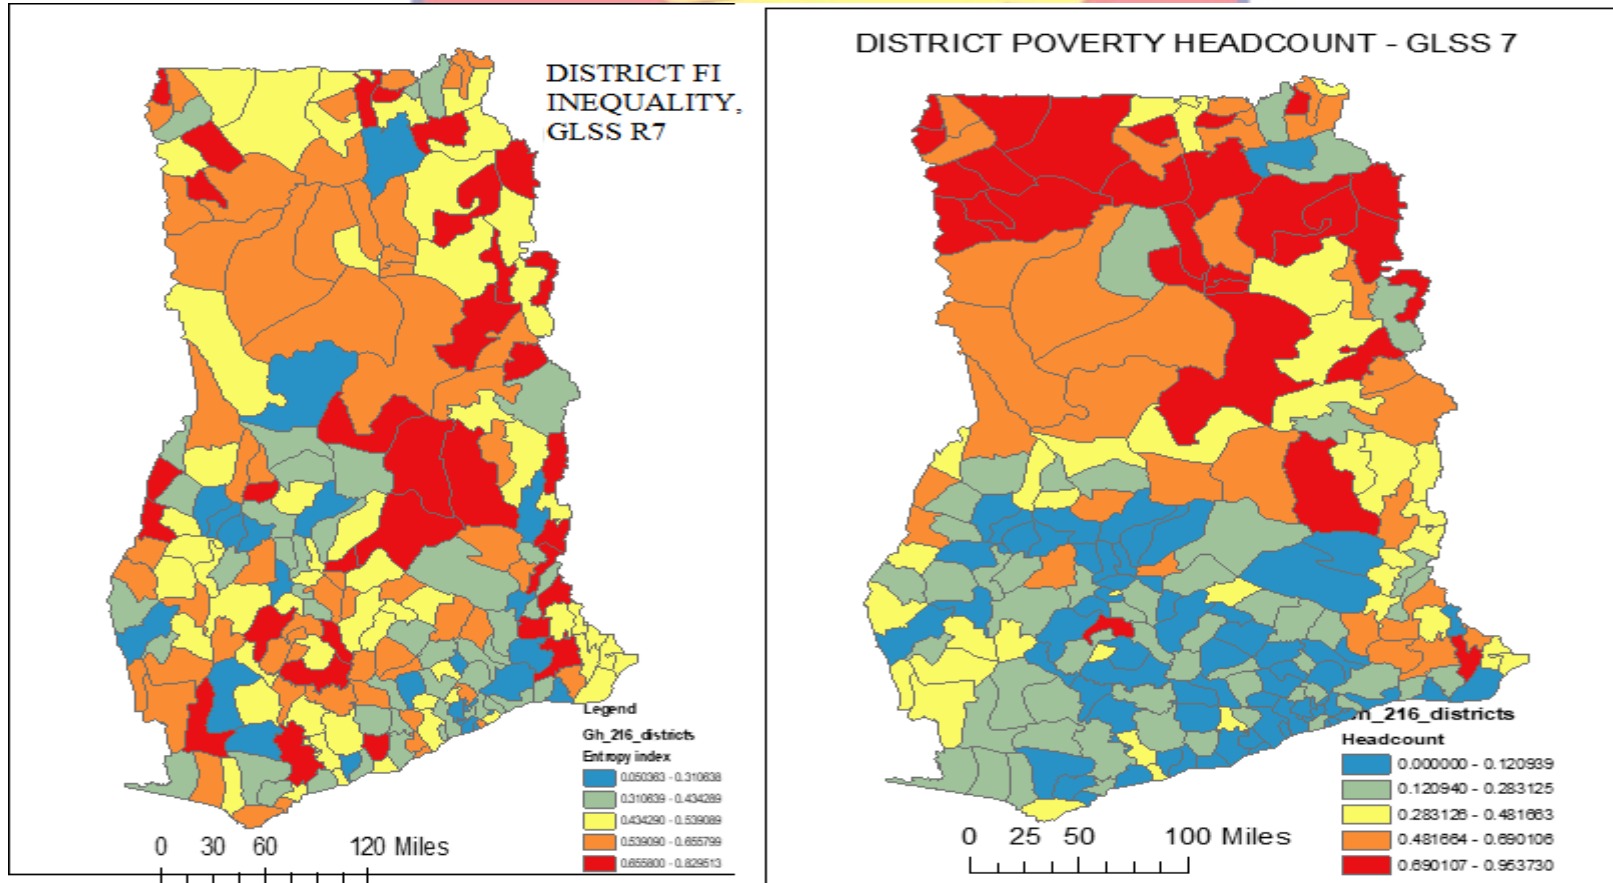 DISTRICT FI
INEQUALITY,
GLSS R7
Legend
Gh_216_districts
Entropy index
0.050363 - 0.310638
0.310639 - 0.434289
0.434290 - 0.539089
0.539090 - 0.655799
0.655800 - 0.829513
0 30 60 120 Miles
DISTRICT POVERTY HEADCOUNT - GLSS 7
_216_districts
Headcount
0.000000 - 0.120939
0.120940 - 0.283125
0.283126 - 0.481663
0.481664 - 0.690106
0.690107 - 0.953730
0 25 50 100 Miles